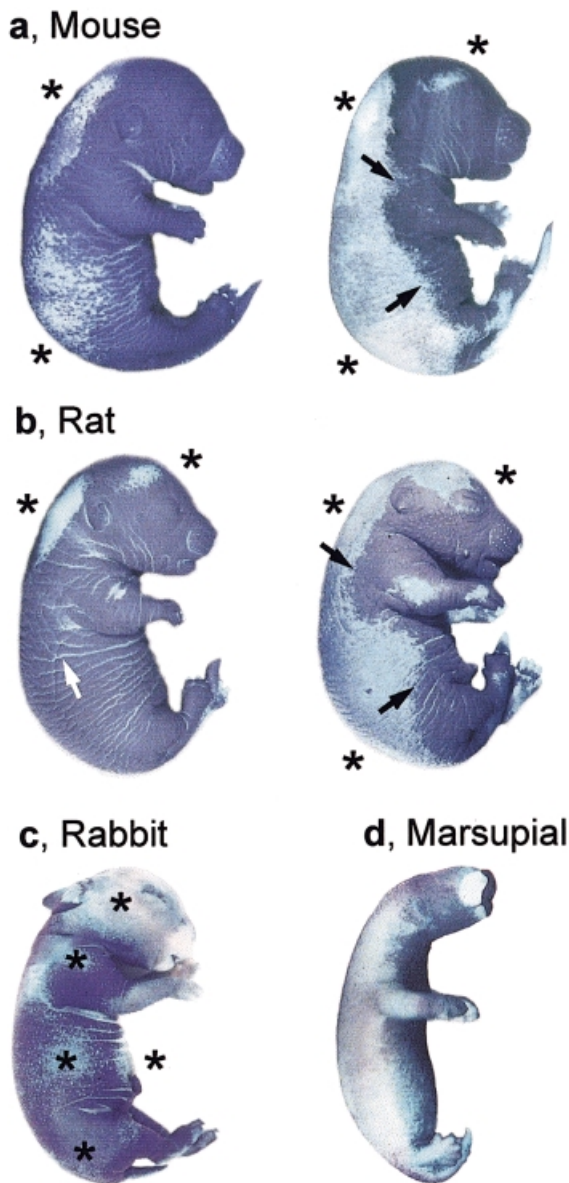 a, Mouse
* * * * *
b, Rat
* * * * *
c, Rabbit
d, Marsupial
* * * * *